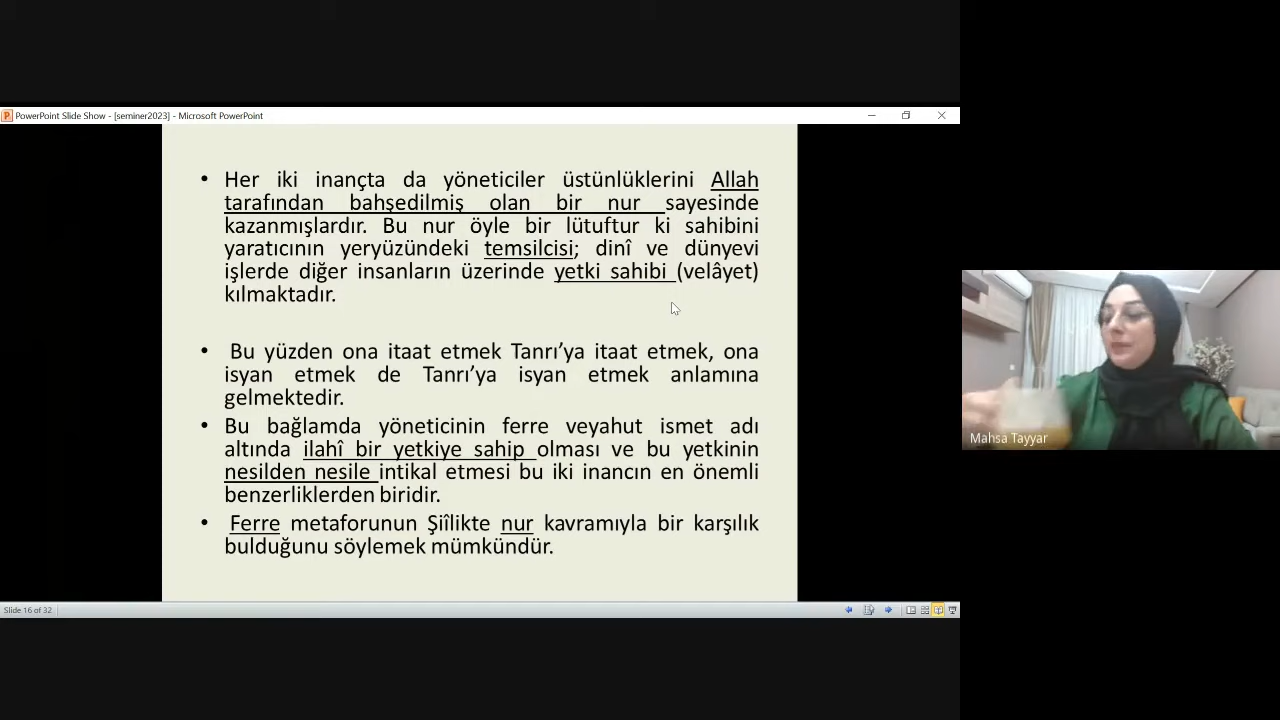 PowerPoint Slide Show - [seminer2023] - Microsoft PowerPoint
• Her iki inançta da yöneticiler üstünlüklerini Allah
tarafından bahşedilmiş olan bir nur sayesinde
kazanmışlardır. Bu nur öyle bir lütuftur ki sahibini
yaratıcının yeryüzündeki temsilcisi; dinî ve dünyevi
işlerde diğer insanların üzerinde yetki sahibi (velâyet)
kılmaktadır.
• Bu yüzden ona itaat etmek Tanrı’ya itaat etmek, ona
isyan etmek de Tanrı’ya isyan etmek anlamına
gelmektedir.
• Bu bağlamda yöneticinin ferre veyahut ismet adı
altında ilahî bir yetkiye sahip olması ve bu yetkinin
nesilden nesile intikal etmesi bu iki inancın en önemli
benzerliklerden biridir.
• Ferre metaforunun Şiîlikte nur kavramıyla bir karşılık
bulduğunu söylemek mümkündür.
Slide 16 of 32
Mahsa Tayyar